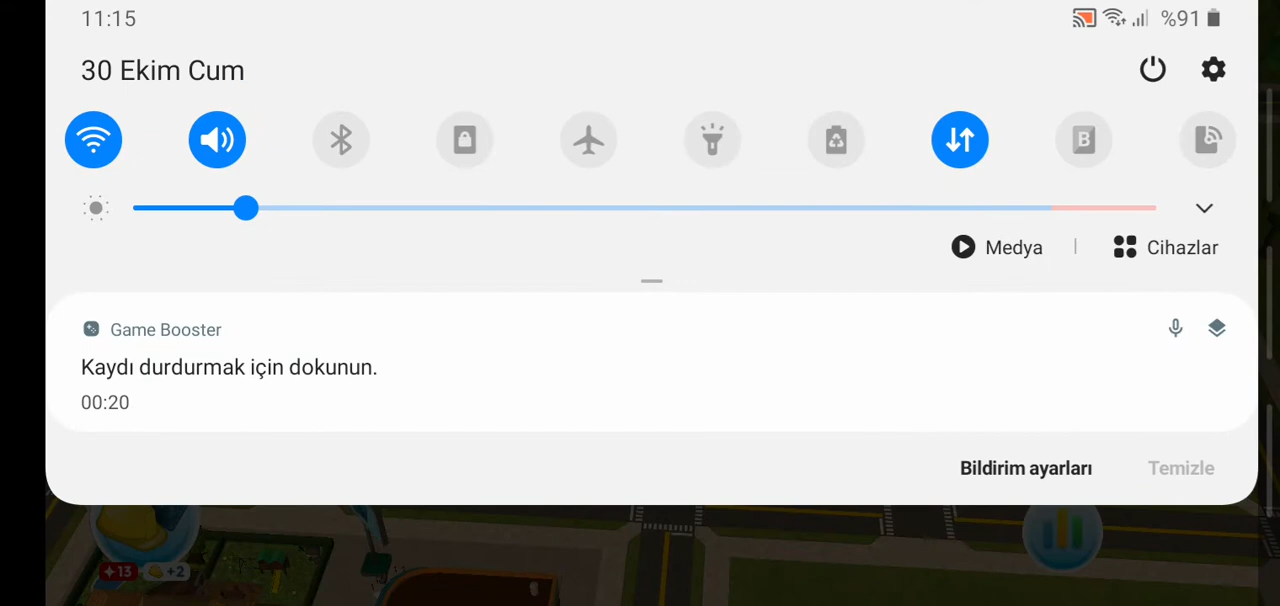 11:15
%91
30 Ekim Cum
B
Medya
Cihazlar
Game Booster
Kaydı durdurmak için dokunun.
00:20
Bildirim ayarları
Temizle
13
+2